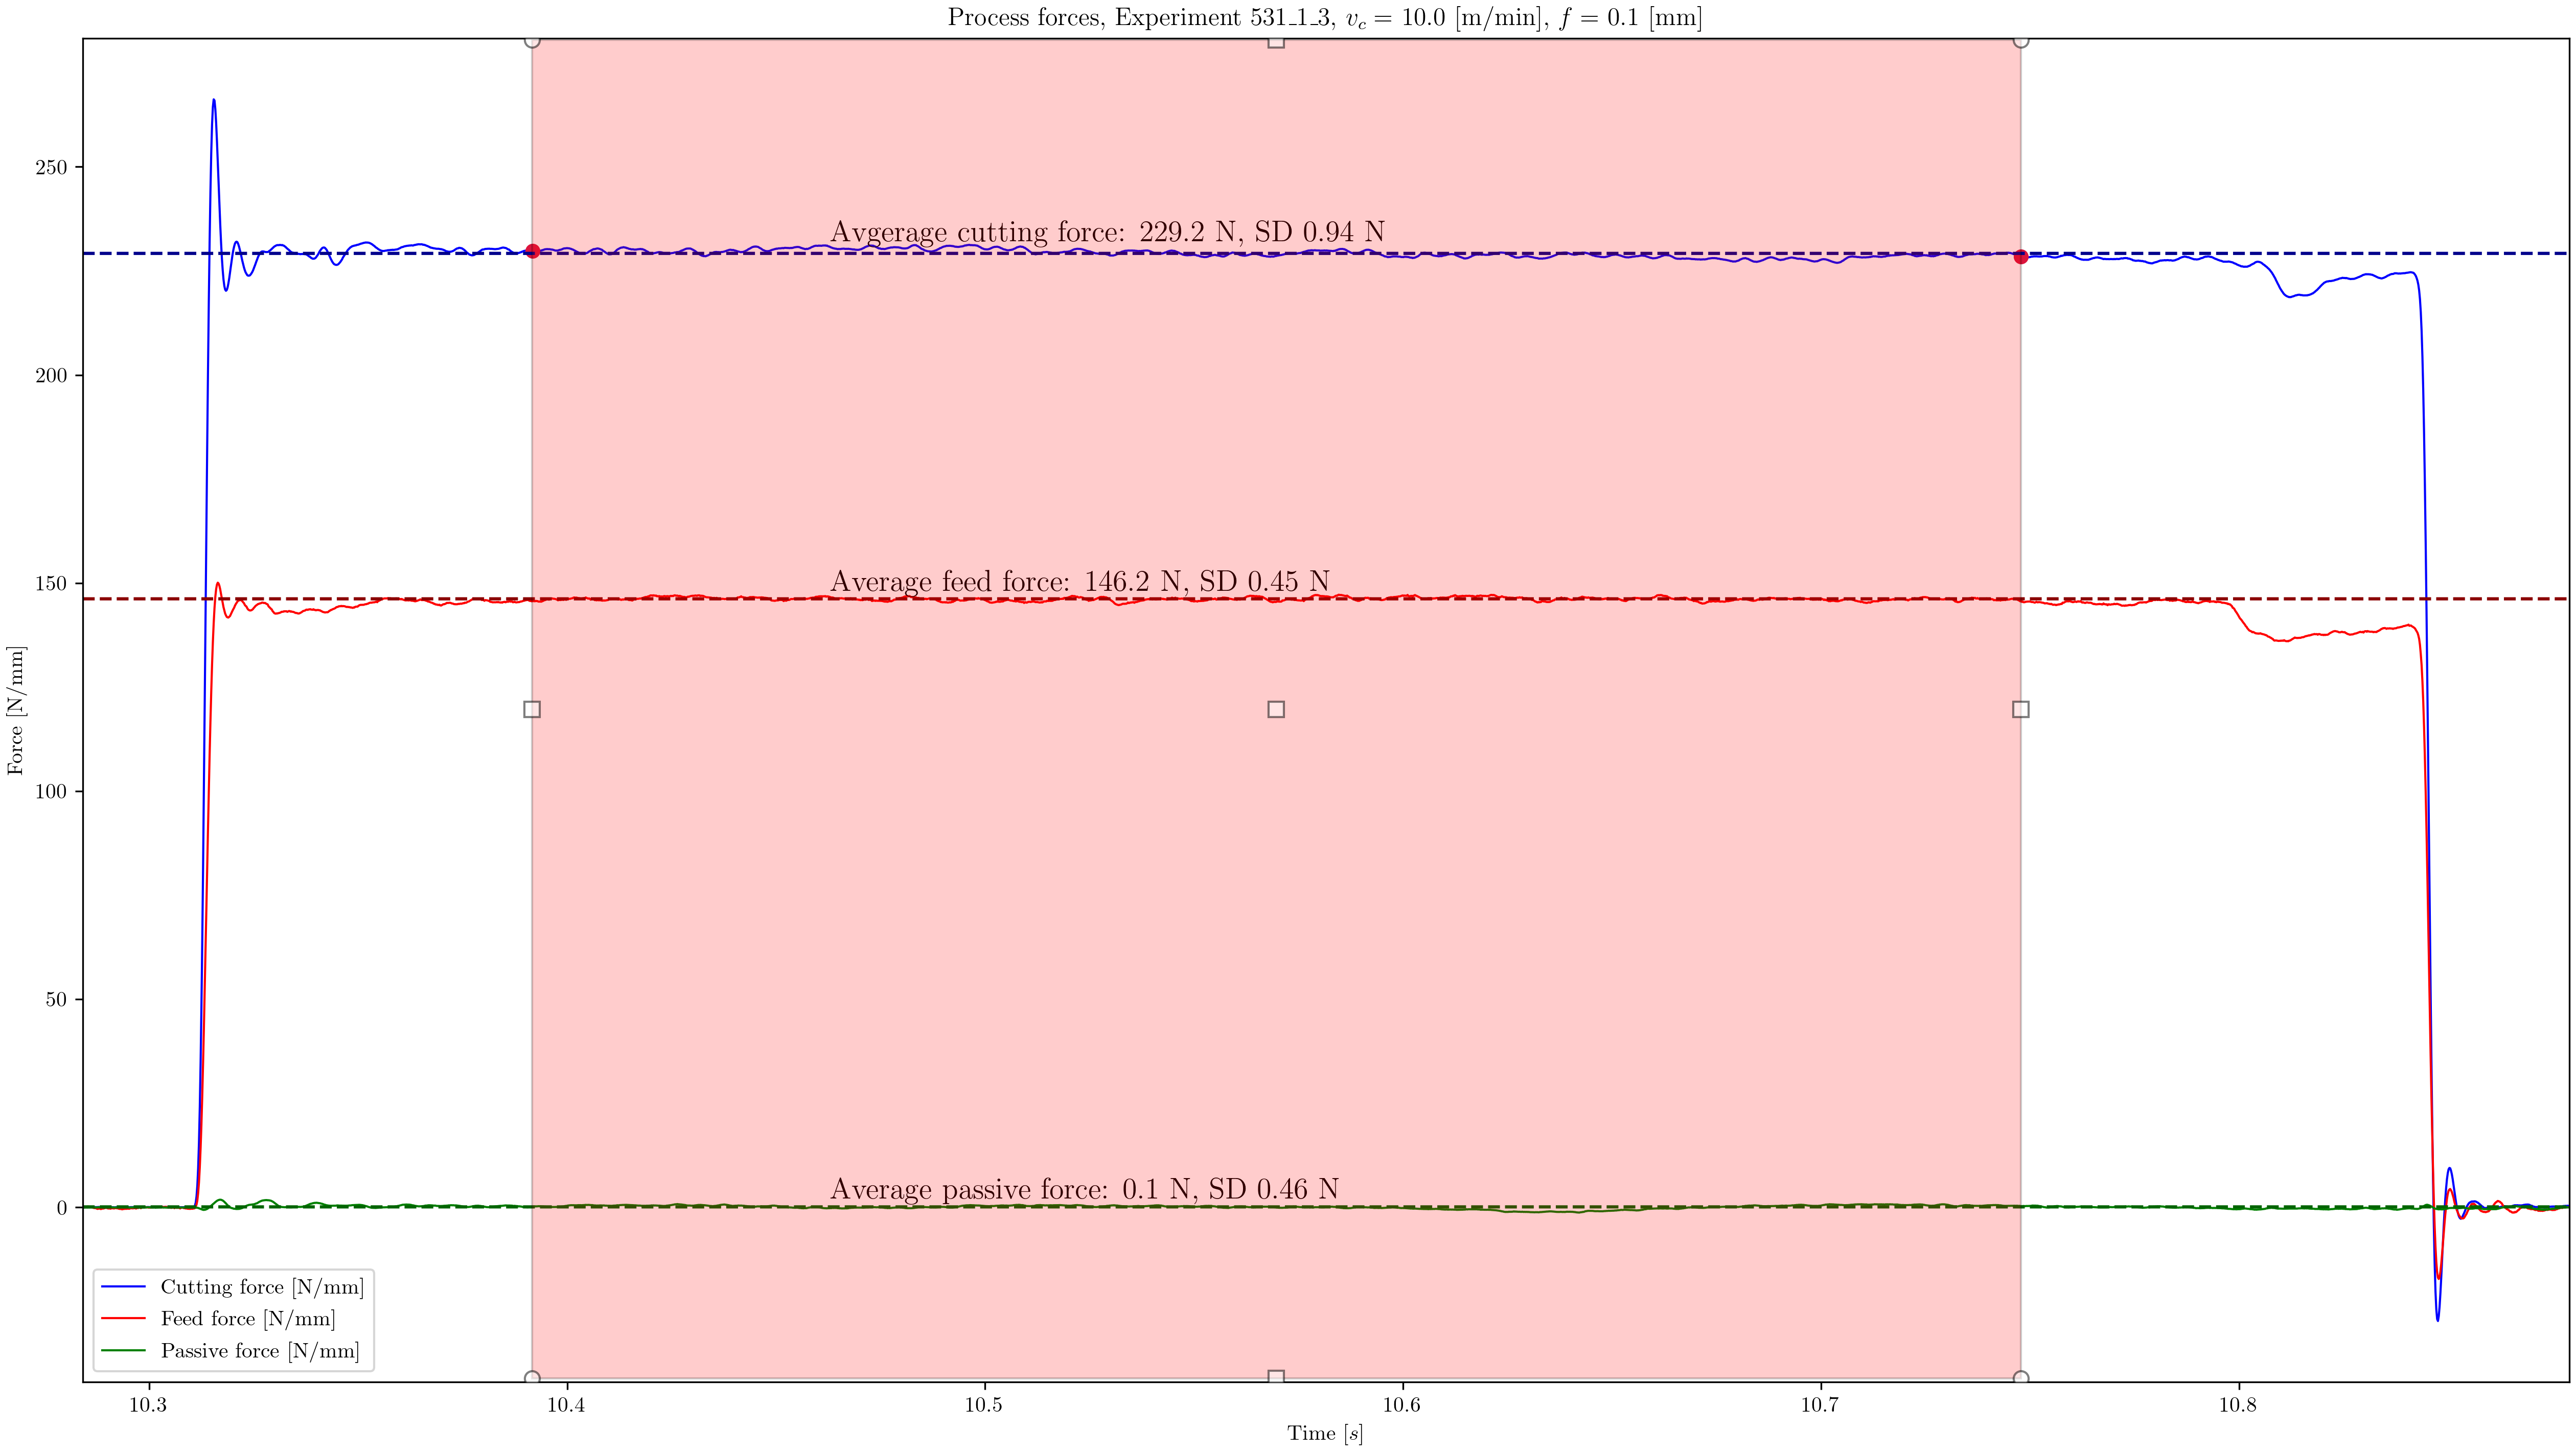 Process forces, Experiment 531_1_3, v_c = 10.0 [m/min], f = 0.1 [mm]
250
200
150
100
50
0
Force [N/mm]
Avgerage cutting force: 229.2 N, SD 0.94 N
Average feed force: 146.2 N, SD 0.45 N
Average passive force: 0.1 N, SD 0.46 N
Cutting force [N/mm]
Feed force [N/mm]
Passive force [N/mm]
10.3 10.4 10.5 10.6 10.7 10.8
Time [s]